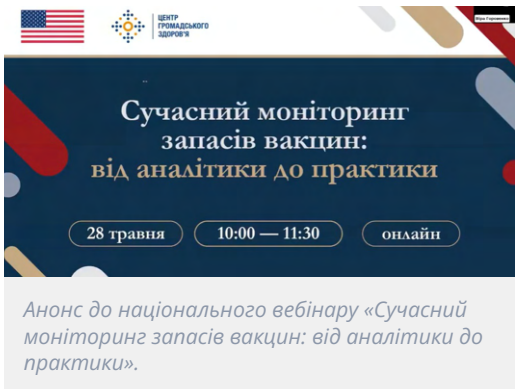 ЦЕНТР
ГРОМАДСЬКОГО
ЗДОРОВ'Я
Сучасний моніторинг
запасів вакцин:
від аналітики до практики
28 травня
10:00 — 11:30
онлайн
Анонс до національного вебінару «Сучасний
моніторинг запасів вакцин: від аналітики до
практики».